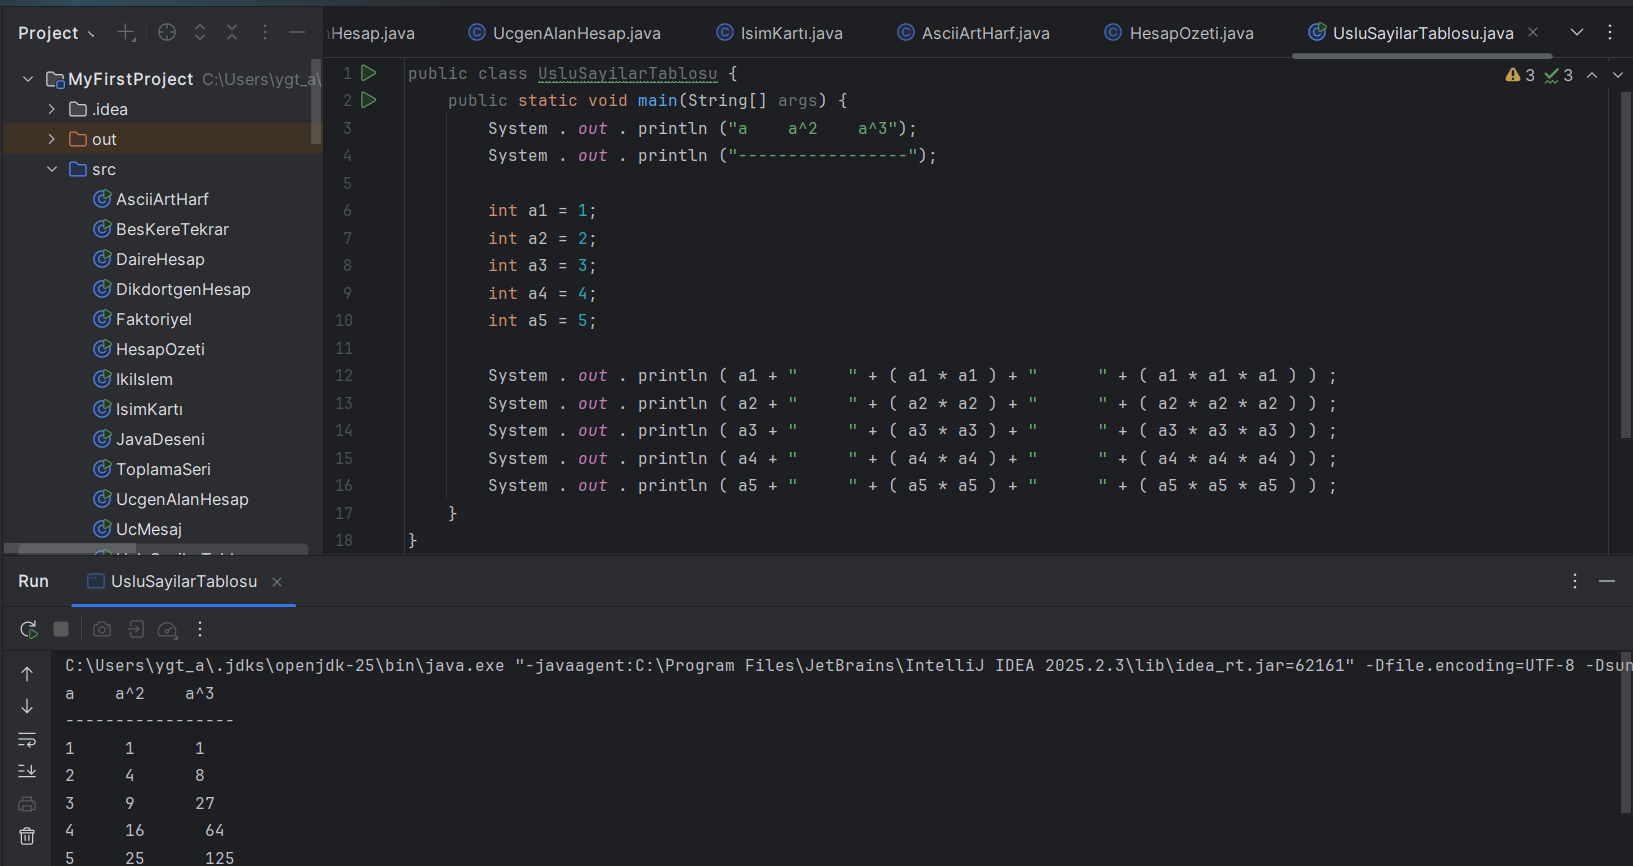 Project
Hesap.java
UcgenAlanHesap.java
IsimKartı.java
AsciiArtHarf.java
HesapOzeti.java
UsluSayilarTablosu.java
MyFirstProject C:\Users\ygt_a\
.idea
out
src
AsciiArtHarf
BesKereTekrar
DaireHesap
DikdortgenHesap
Faktoriyel
HesapOzeti
IkiIslem
IsimKartı
JavaDeseni
ToplamaSeri
UcgenAlanHesap
UcMesaj
3 3
1 public class UsluSayilarTablosu {
2     public static void main(String[] args) {
3         System . out . println ("a    a^2    a^3");
4         System . out . println ("-----------------");
5
6         int a1 = 1;
7         int a2 = 2;
8         int a3 = 3;
9         int a4 = 4;
10         int a5 = 5;
11
12         System . out . println ( a1 + "     " + ( a1 * a1 ) + "      " + ( a1 * a1 * a1 ) ) ;
13         System . out . println ( a2 + "     " + ( a2 * a2 ) + "      " + ( a2 * a2 * a2 ) ) ;
14         System . out . println ( a3 + "     " + ( a3 * a3 ) + "      " + ( a3 * a3 * a3 ) ) ;
15         System . out . println ( a4 + "     " + ( a4 * a4 ) + "      " + ( a4 * a4 * a4 ) ) ;
16         System . out . println ( a5 + "     " + ( a5 * a5 ) + "      " + ( a5 * a5 * a5 ) ) ;
17     }
18 }
Run
UsluSayilarTablosu
C:\Users\ygt_a\.jdks\openjdk-25\bin\java.exe "-javaagent:C:\Program Files\JetBrains\IntelliJ IDEA 2025.2.3\lib\idea_rt.jar=62161" -Dfile.encoding=UTF-8 -Dsun
a    a^2    a^3
-----------------
1     1      1
2     4      8
3     9      27
4     16      64
5     25      125